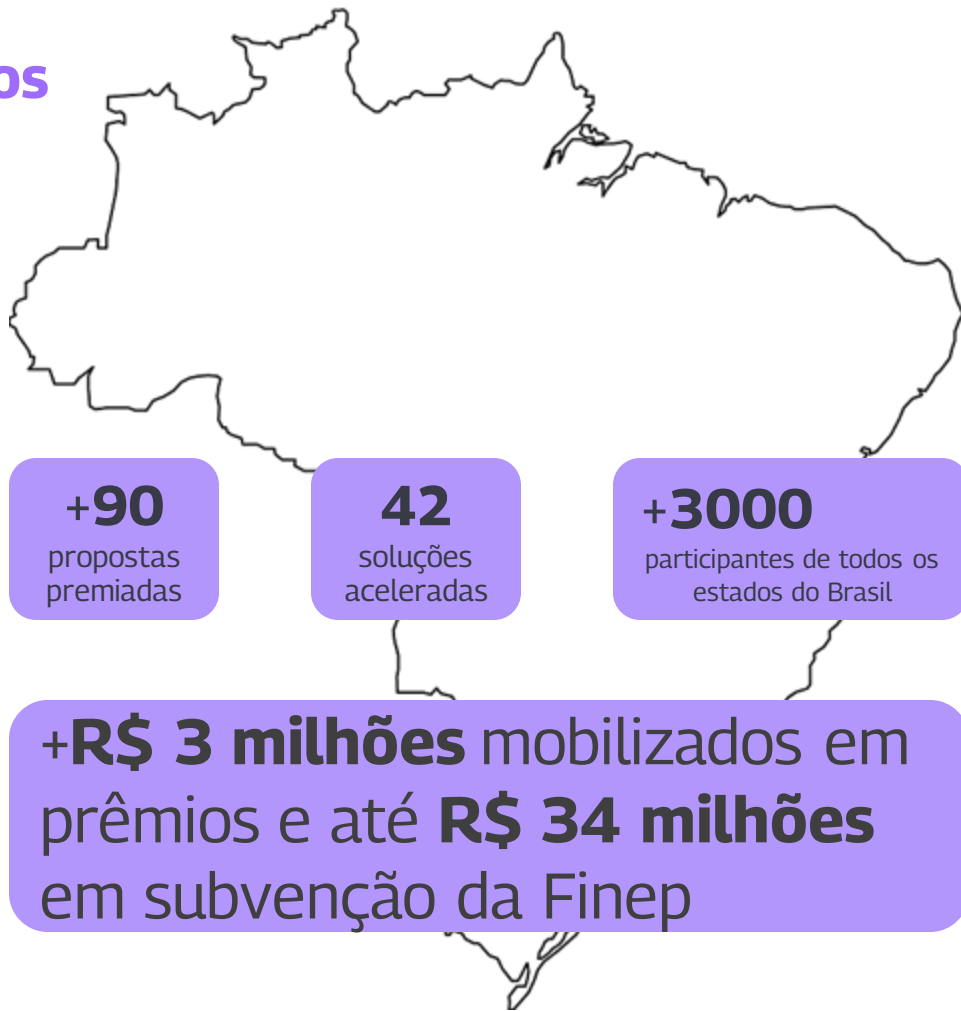 os
+90
propostas
premiadas
42
soluções
aceleradas
+3000
participantes de todos os
estados do Brasil
+R$ 3 milhões mobilizados em
prêmios e até R$ 34 milhões
em subvenção da Finep